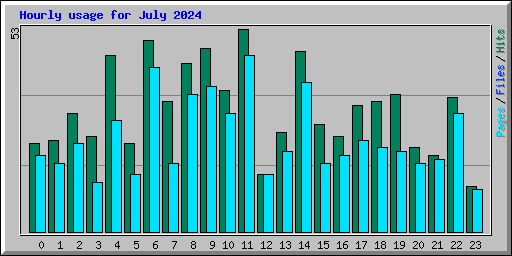 Hourly usage for July 2024
53
Pages/Files/Hits
0 1 2 3 4 5 6 7 8 9 10 11 12 13 14 15 16 17 18 19 20 21 22 23